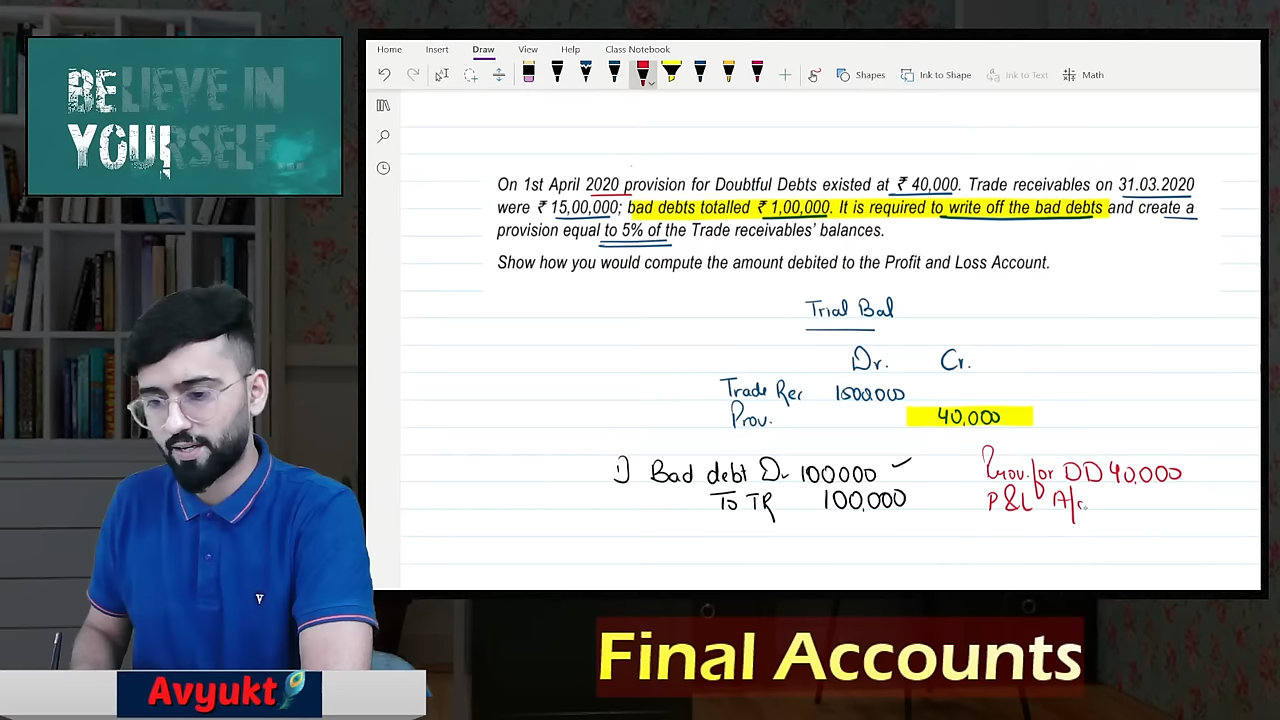 BELIEVE IN
YOURSELF...
Home Insert Draw View Help Class Notebook
Shapes Ink to Shape Ink to Text Math
On 1st April 2020 provision for Doubtful Debts existed at ₹ 40,000. Trade receivables on 31.03.2020
were ₹ 15,00,000; bad debts totalled ₹ 1,00,000. It is required to write off the bad debts and create a
provision equal to 5% of the Trade receivables' balances.
Show how you would compute the amount debited to the Profit and Loss Account.
Trial Bal
Dr. Cr.
Trade Rec 1500000
Prov. 40,000
1) Bad debt Dr 100000 ✓
To TR 100,000
Prov. for DD 40,000
P&L A/c
Final Accounts
Avyukt